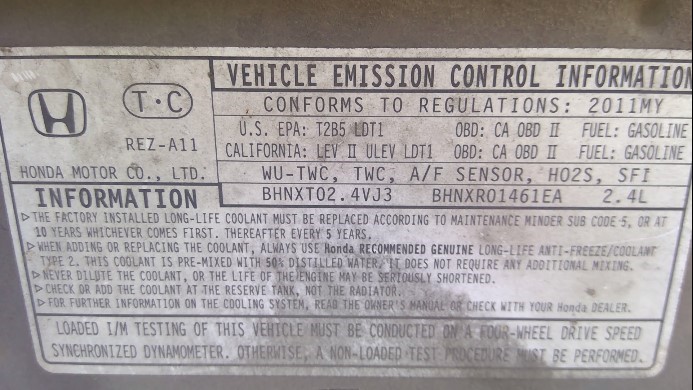 VEHICLE EMISSION CONTROL INFORMATION
T·C
CONFORMS TO REGULATIONS: 2011MY
REZ-A11
U.S. EPA: T2B5 LDT1 OBD: CA OBD II FUEL: GASOLINE
CALIFORNIA: LEV II ULEV LDT1 OBD: CA OBD II FUEL: GASOLINE
HONDA MOTOR CO., LTD.
WU-TWC, TWC, A/F SENSOR, HO2S, SFI
BHNXT02.4VJ3 BHNXR01461EA 2.4L
INFORMATION
▷THE FACTORY INSTALLED LONG-LIFE COOLANT MUST BE REPLACED ACCORDING TO MAINTENANCE MINDER SUB CODE 5, OR AT
10 YEARS WHICHEVER COMES FIRST. THEREAFTER EVERY 5 YEARS.
▷WHEN ADDING OR REPLACING THE COOLANT, ALWAYS USE Honda RECOMMENDED GENUINE LONG-LIFE ANTI-FREEZE/COOLANT
TYPE 2. THIS COOLANT IS PRE-MIXED WITH 50% DISTILLED WATER. IT DOES NOT REQUIRE ANY ADDITIONAL MIXING.
▷NEVER DILUTE THE COOLANT, OR THE LIFE OF THE ENGINE MAY BE SERIOUSLY SHORTENED.
▷CHECK OR ADD THE COOLANT AT THE RESERVE TANK, NOT THE RADIATOR.
▷FOR FURTHER INFORMATION ON THE COOLING SYSTEM, READ THE OWNER'S MANUAL OR CHECK WITH YOUR Honda DEALER.
LOADED I/M TESTING OF THIS VEHICLE MUST BE CONDUCTED ON A FOUR-WHEEL DRIVE SPEED
SYNCHRONIZED DYNAMOMETER. OTHERWISE, A NON-LOADED TEST PROCEDURE MUST BE PERFORMED.